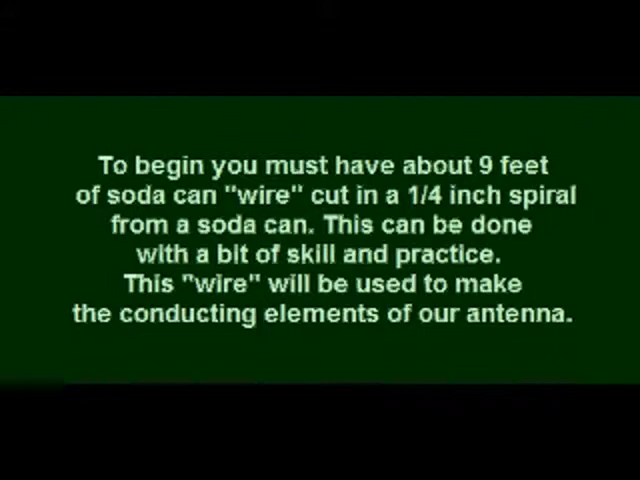 To begin you must have about 9 feet
of soda can "wire" cut in a 1/4 inch spiral
from a soda can. This can be done
with a bit of skill and practice.
This "wire" will be used to make
the conducting elements of our antenna.